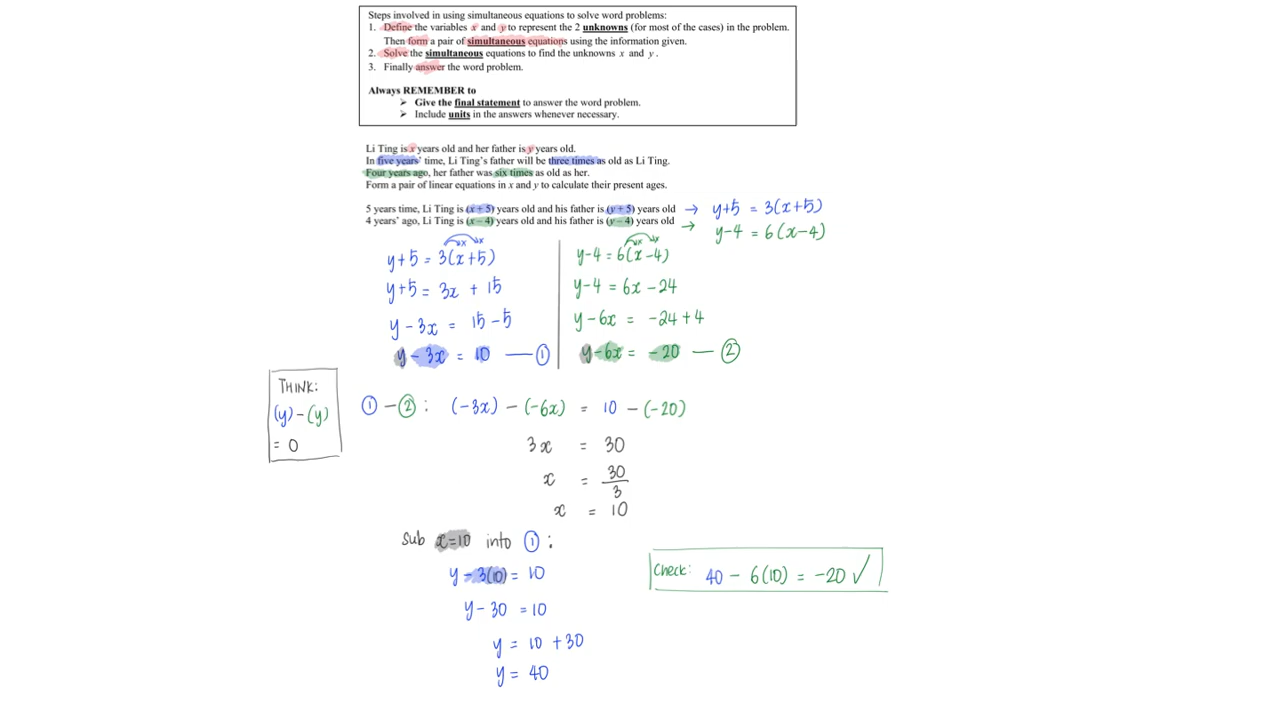 Steps involved in using simultaneous equations to solve word problems:
1. Define the variables x and y to represent the 2 unknowns (for most of the cases) in the problem.
Then form a pair of simultaneous equations using the information given.
2. Solve the simultaneous equations to find the unknowns x and y.
3. Finally answer the word problem.
Always REMEMBER to
➢ Give the final statement to answer the word problem.
➢ Include units in the answers whenever necessary.
Li Ting is x years old and her father is y years old.
In five years' time, Li Ting's father will be three times as old as Li Ting.
Four years ago, her father was six times as old as her.
Form a pair of linear equations in x and y to calculate their present ages.
5 years time, Li Ting is (x + 5) years old and his father is (y + 5) years old → y+5 = 3(x+5)
4 years' ago, Li Ting is (x – 4) years old and his father is (y – 4) years old → y-4 = 6(x-4)
y+5 = 3(x+5)
y+5 = 3x + 15
y - 3x = 15 - 5
y - 3x = 10 — ①
y-4 = 6(x-4)
y-4 = 6x - 24
y-6x = -24+4
y-6x = -20 — ②
THINK:
(y)-(y)
= 0
① - ② : (-3x) - (-6x) = 10 - (-20)
3x = 30
x = 30/3
x = 10
Sub x=10 into ① :
y - 3(10) = 10
y - 30 = 10
y = 10 + 30
y = 40
Check: 40 - 6(10) = -20 ✓